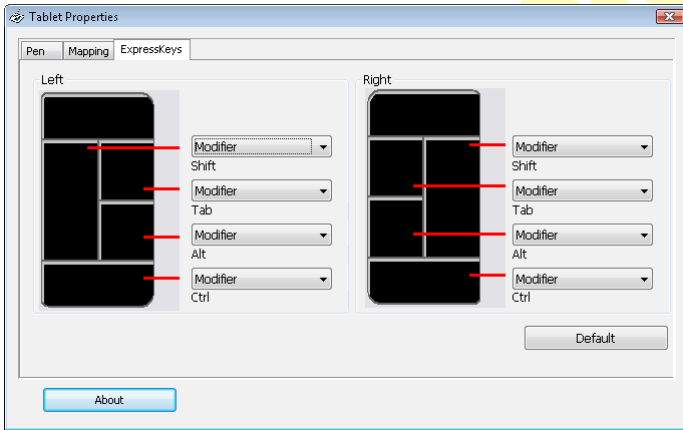 Tablet Properties
Pen Mapping ExpressKeys
Left
Modifier
Shift
Modifier
Tab
Modifier
Alt
Modifier
Ctrl
Right
Modifier
Shift
Modifier
Tab
Modifier
Alt
Modifier
Ctrl
Default
About